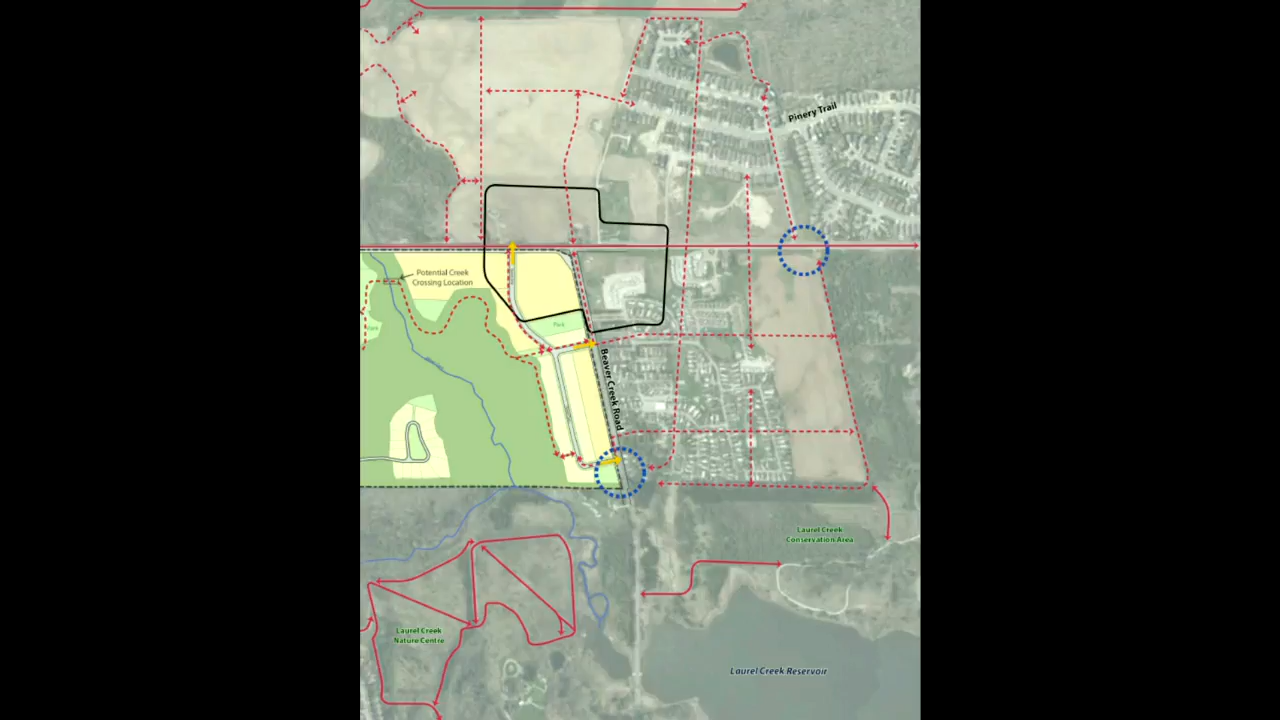 Pinery Trail
Potential Creek
Crossing Location
Park
Park
Beaver Creek Road
Laurel Creek
Conservation Area
Laurel Creek
Nature Centre
Laurel Creek Reservoir